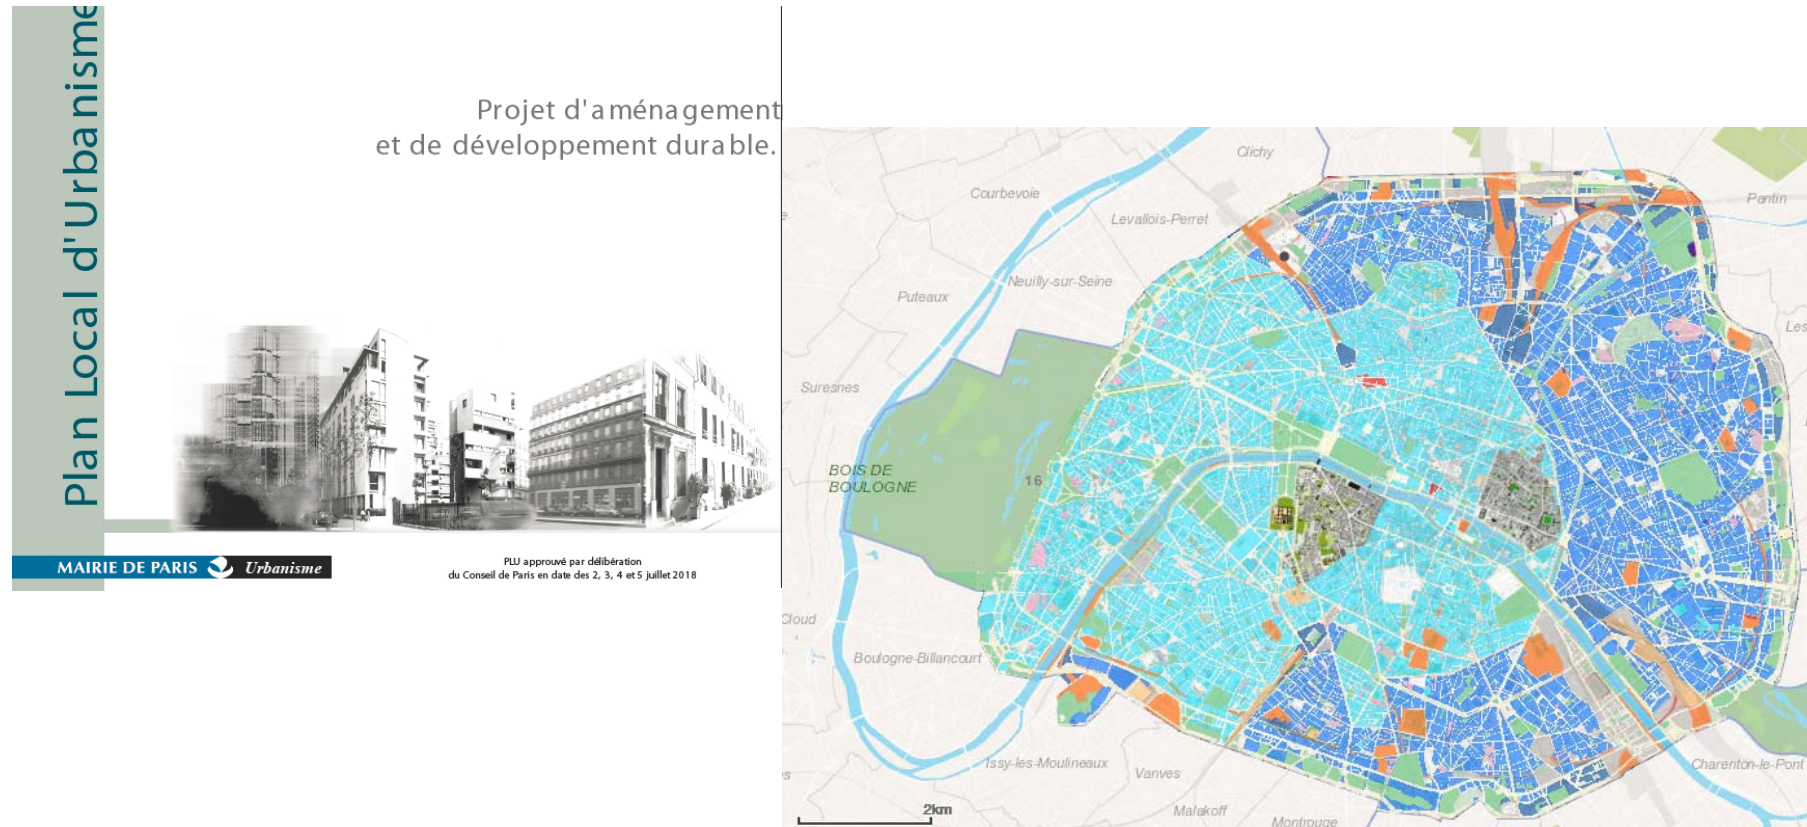 Plan Local d'Urbanisme
Projet d'aménagement
et de développement durable.
MAIRIE DE PARIS Urbanisme
PLU approuvé par délibération
du Conseil de Paris en date des 2, 3, 4 et 5 juillet 2018
Clichy
Courbevoie
Pantin
Levallois-Perret
Neuilly-sur-Seine
Puteaux
Les
Suresnes
BOIS DE
BOULOGNE
16
Cloud
Boulogne-Billancourt
Issy-les-Moulineaux
Vanves
Charenton-le-Pont
2km
Malakoff
Montrouge